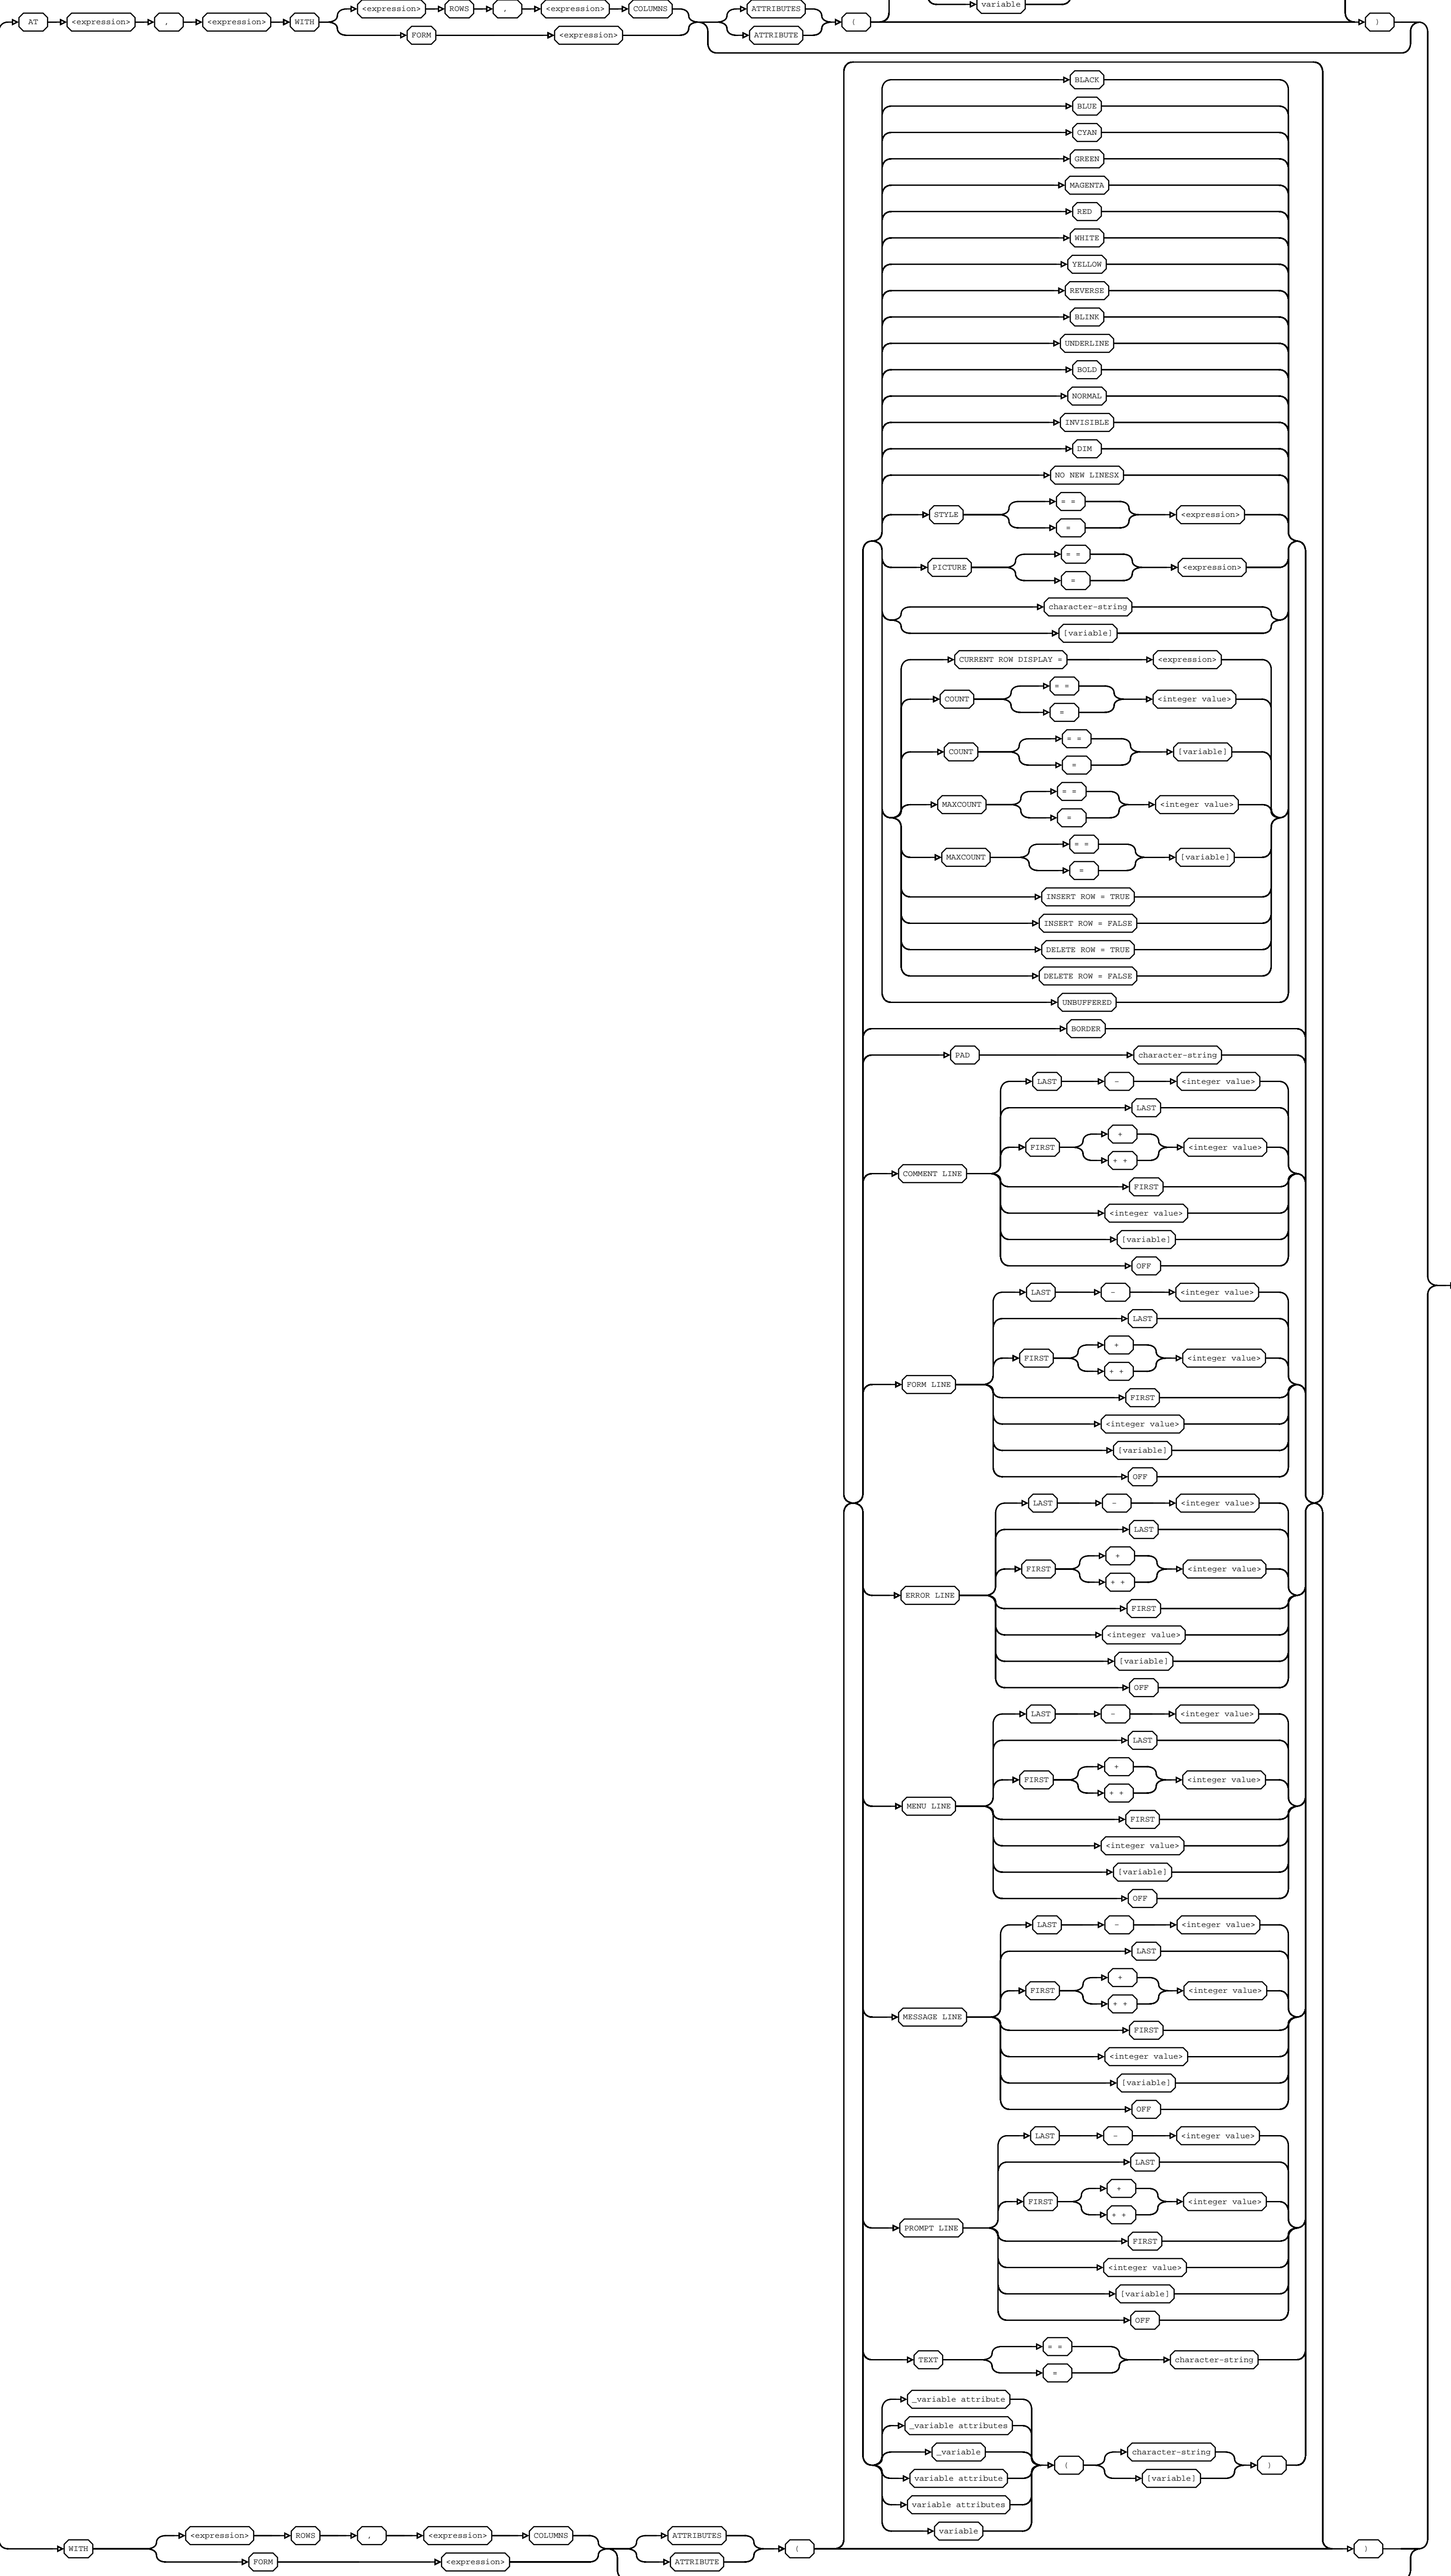 variable
<expression> ROWS , <expression> COLUMNS ATTRIBUTES
AT <expression> , <expression> WITH ( )
FORM <expression> ATTRIBUTE
BLACK
BLUE
CYAN
GREEN
MAGENTA
RED
WHITE
YELLOW
REVERSE
BLINK
UNDERLINE
BOLD
NORMAL
INVISIBLE
DIM
NO NEW LINESX
= =
STYLE <expression>
=
= =
PICTURE <expression>
=
character-string
[variable]
CURRENT ROW DISPLAY = <expression>
= =
COUNT <integer value>
=
= =
COUNT [variable]
=
= =
MAXCOUNT <integer value>
=
= =
MAXCOUNT [variable]
=
INSERT ROW = TRUE
INSERT ROW = FALSE
DELETE ROW = TRUE
DELETE ROW = FALSE
UNBUFFERED
BORDER
PAD character-string
LAST - <integer value>
LAST
+
FIRST <integer value>
+ +
COMMENT LINE
FIRST
<integer value>
[variable]
OFF
LAST - <integer value>
LAST
+
FIRST <integer value>
+ +
FORM LINE
FIRST
<integer value>
[variable]
OFF
LAST - <integer value>
LAST
+
FIRST <integer value>
+ +
ERROR LINE
FIRST
<integer value>
[variable]
OFF
LAST - <integer value>
LAST
+
FIRST <integer value>
+ +
MENU LINE
FIRST
<integer value>
[variable]
OFF
LAST - <integer value>
LAST
+
FIRST <integer value>
+ +
MESSAGE LINE
FIRST
<integer value>
[variable]
OFF
LAST - <integer value>
LAST
+
FIRST <integer value>
+ +
PROMPT LINE
FIRST
<integer value>
[variable]
OFF
= =
TEXT character-string
=
_variable attribute
_variable attributes
_variable character-string
( )
variable attribute [variable]
variable attributes
variable
<expression> ROWS , <expression> COLUMNS ATTRIBUTES
WITH ( )
FORM <expression> ATTRIBUTE